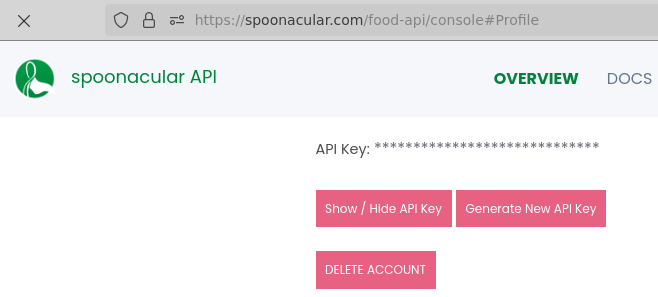 https://spoonacular.com/food-api/console#Profile
spoonacular API
OVERVIEW DOCS
API Key: *****************************
Show / Hide API Key Generate New API Key
DELETE ACCOUNT